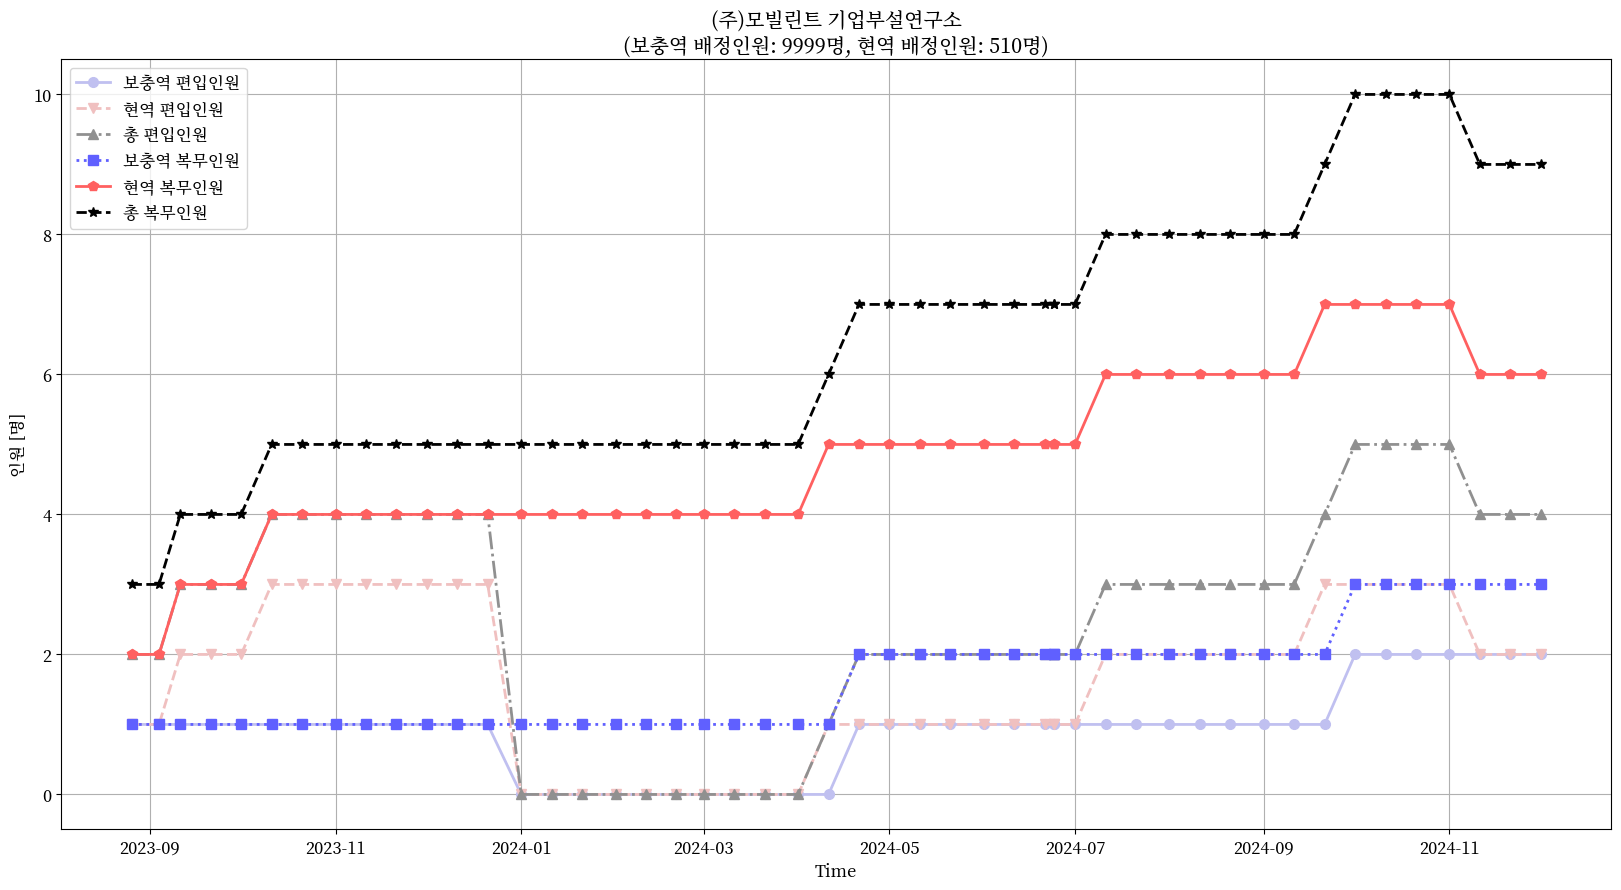 (주)모빌린트 기업부설연구소
(보충역 배정인원: 9999명, 현역 배정인원: 510명)
보충역 편입인원
현역 편입인원
총 편입인원
보충역 복무인원
현역 복무인원
총 복무인원
10
8
6
4
2
0
인원 [명]
2023-09
2023-11
2024-01
2024-03
2024-05
2024-07
2024-09
2024-11
Time